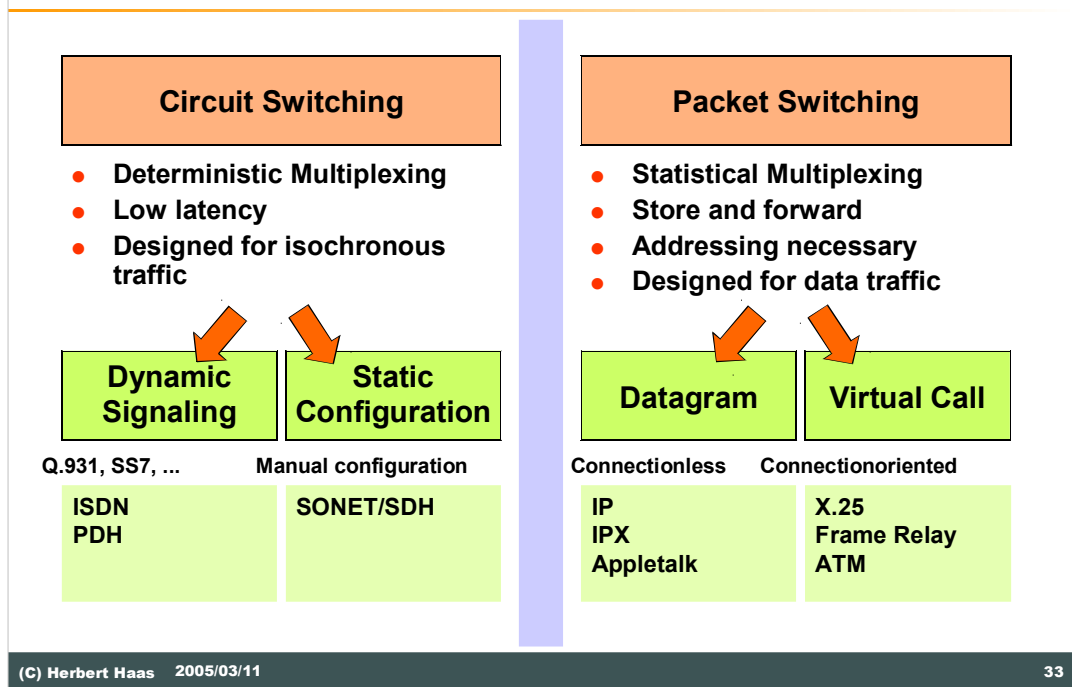 Circuit Switching
Deterministic Multiplexing
Low latency
Designed for isochronous
traffic
Dynamic
Signaling
Static
Configuration
Q.931, SS7, ...
Manual configuration
ISDN
PDH
SONET/SDH
Packet Switching
Statistical Multiplexing
Store and forward
Addressing necessary
Designed for data traffic
Datagram
Virtual Call
Connectionless
Connectionoriented
IP
IPX
Appletalk
X.25
Frame Relay
ATM
(C) Herbert Haas 2005/03/11
33